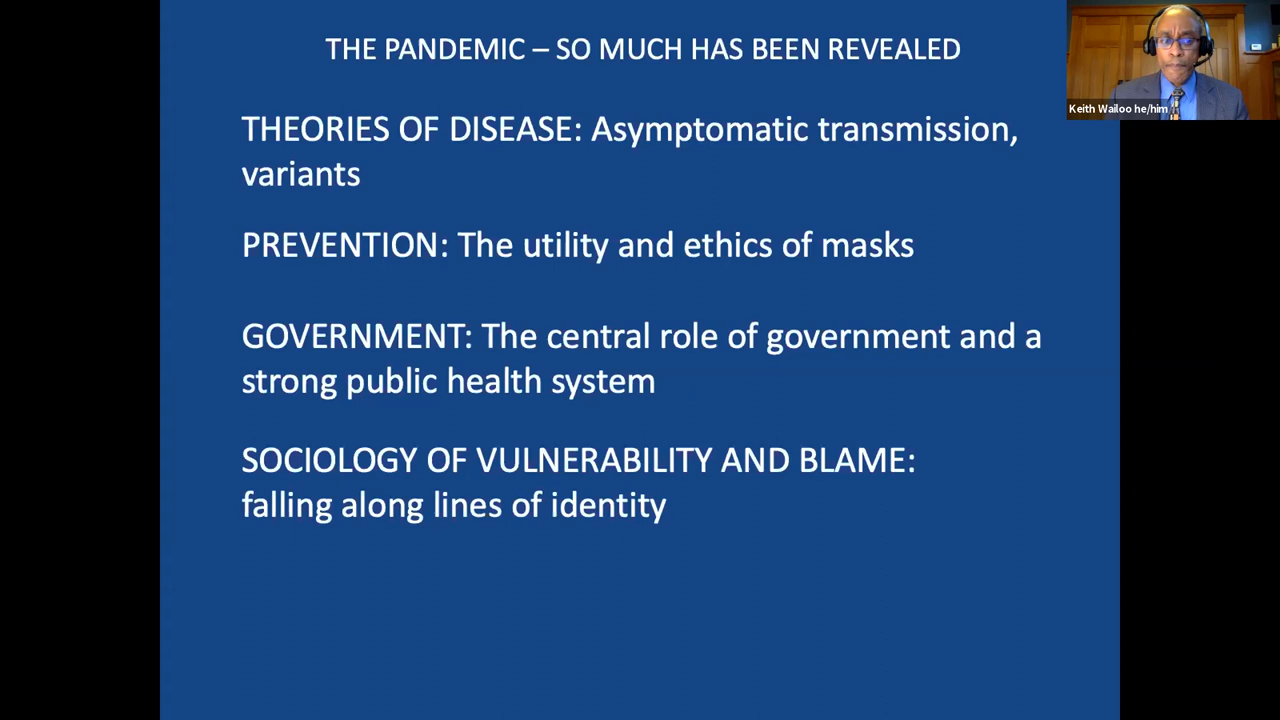 THE PANDEMIC – SO MUCH HAS BEEN REVEALED
Keith Wailoo he/him
THEORIES OF DISEASE: Asymptomatic transmission,
variants
PREVENTION: The utility and ethics of masks
GOVERNMENT: The central role of government and a
strong public health system
SOCIOLOGY OF VULNERABILITY AND BLAME:
falling along lines of identity